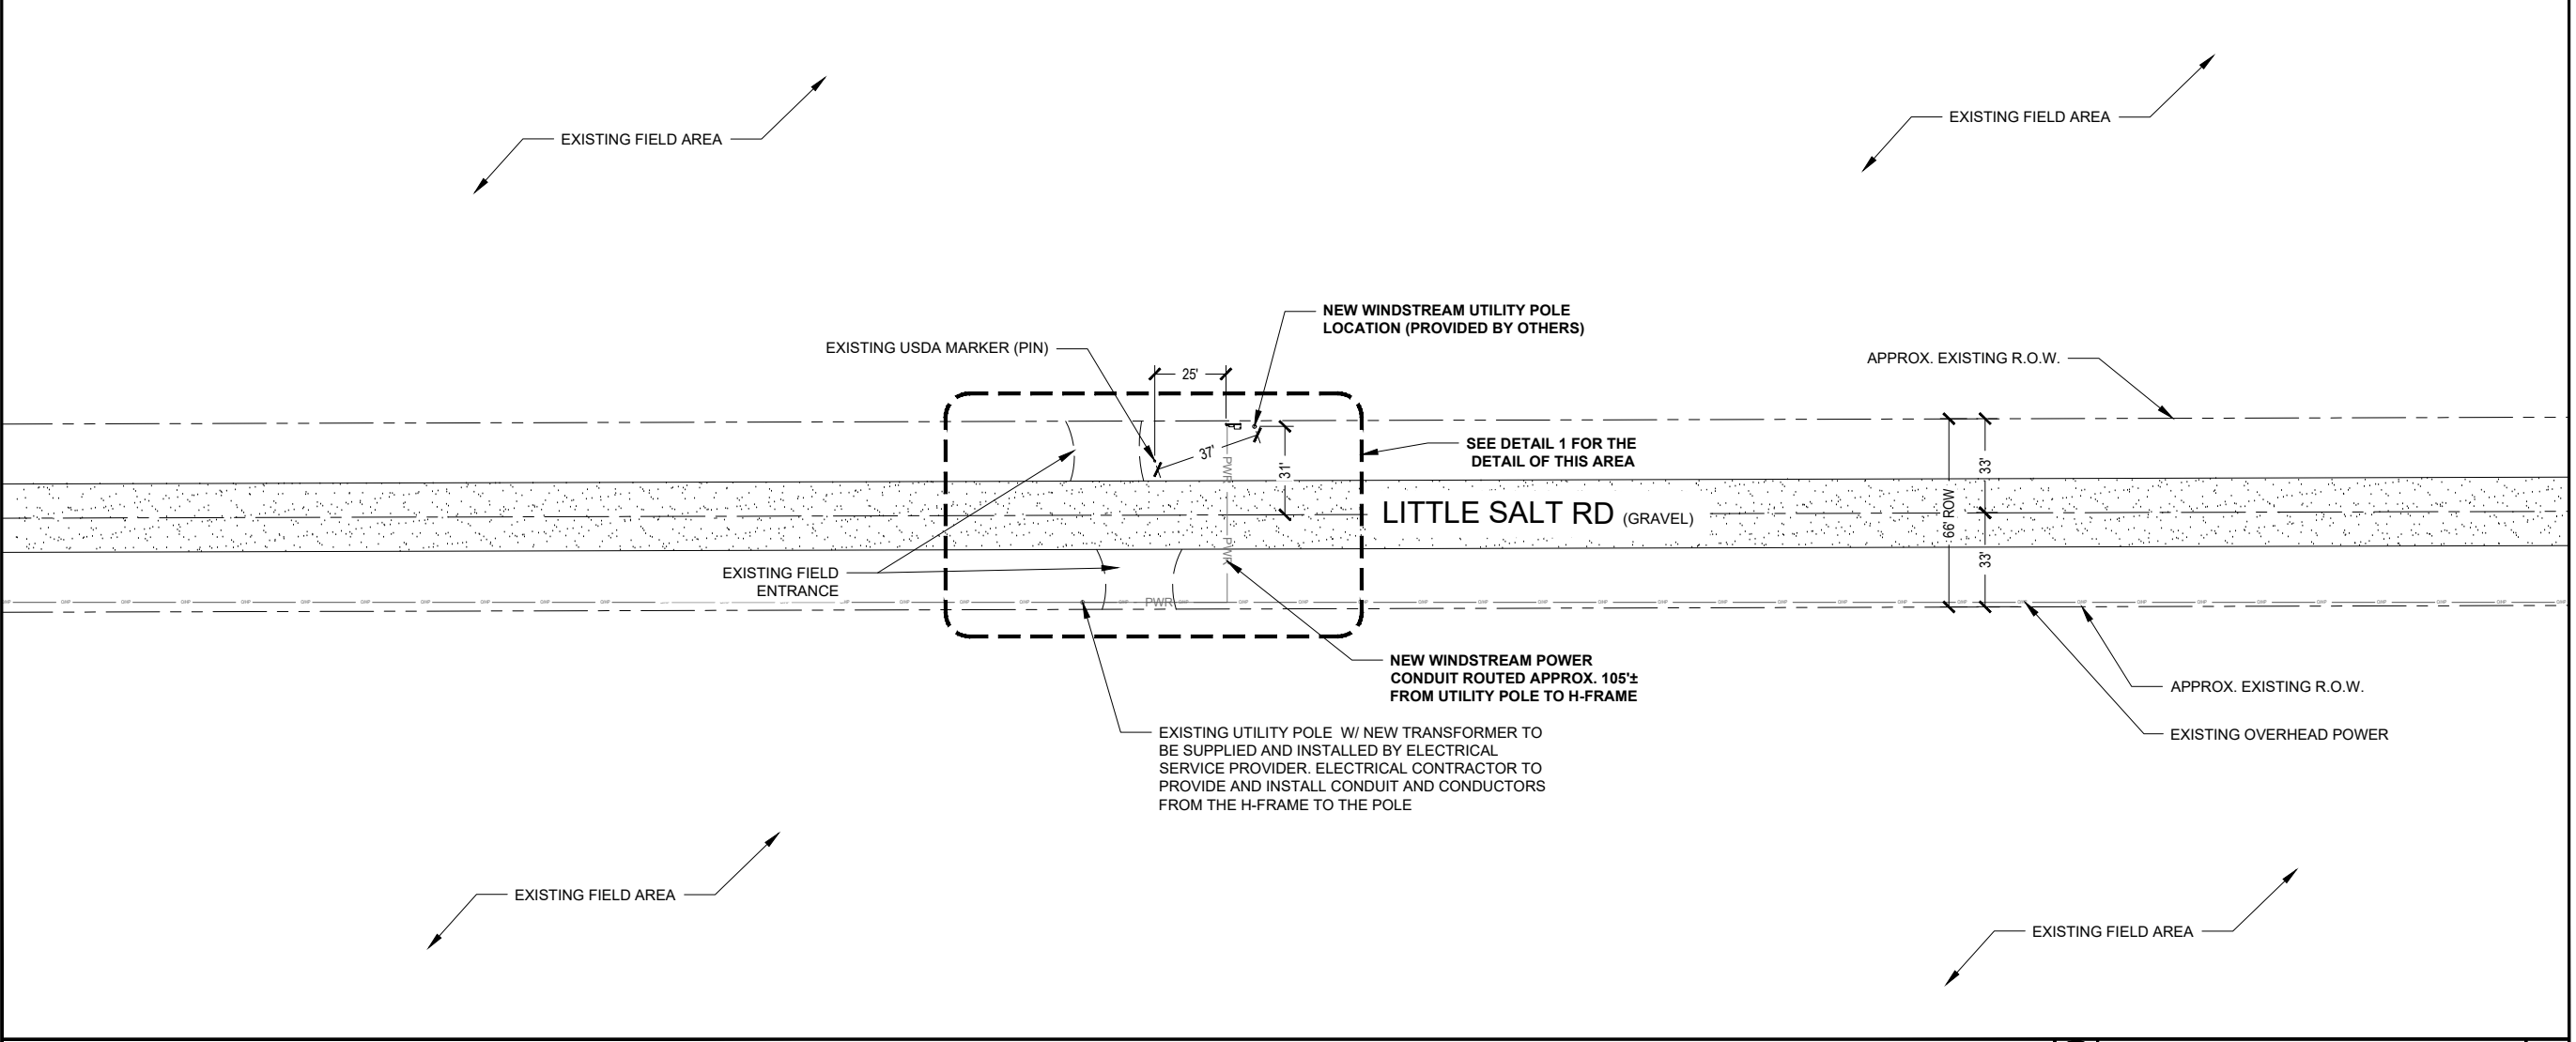 EXISTING FIELD AREA
EXISTING FIELD AREA
NEW WINDSTREAM UTILITY POLE
LOCATION (PROVIDED BY OTHERS)
EXISTING USDA MARKER (PIN)
APPROX. EXISTING R.O.W.
25'
37'
31'
PWR
PWR
PWR
SEE DETAIL 1 FOR THE
DETAIL OF THIS AREA
LITTLE SALT RD (GRAVEL)
66' ROW
33'
33'
EXISTING FIELD
ENTRANCE
NEW WINDSTREAM POWER
CONDUIT ROUTED APPROX. 105'±
FROM UTILITY POLE TO H-FRAME
APPROX. EXISTING R.O.W.
EXISTING OVERHEAD POWER
EXISTING UTILITY POLE W/ NEW TRANSFORMER TO
BE SUPPLIED AND INSTALLED BY ELECTRICAL
SERVICE PROVIDER. ELECTRICAL CONTRACTOR TO
PROVIDE AND INSTALL CONDUIT AND CONDUCTORS
FROM THE H-FRAME TO THE POLE
EXISTING FIELD AREA
EXISTING FIELD AREA